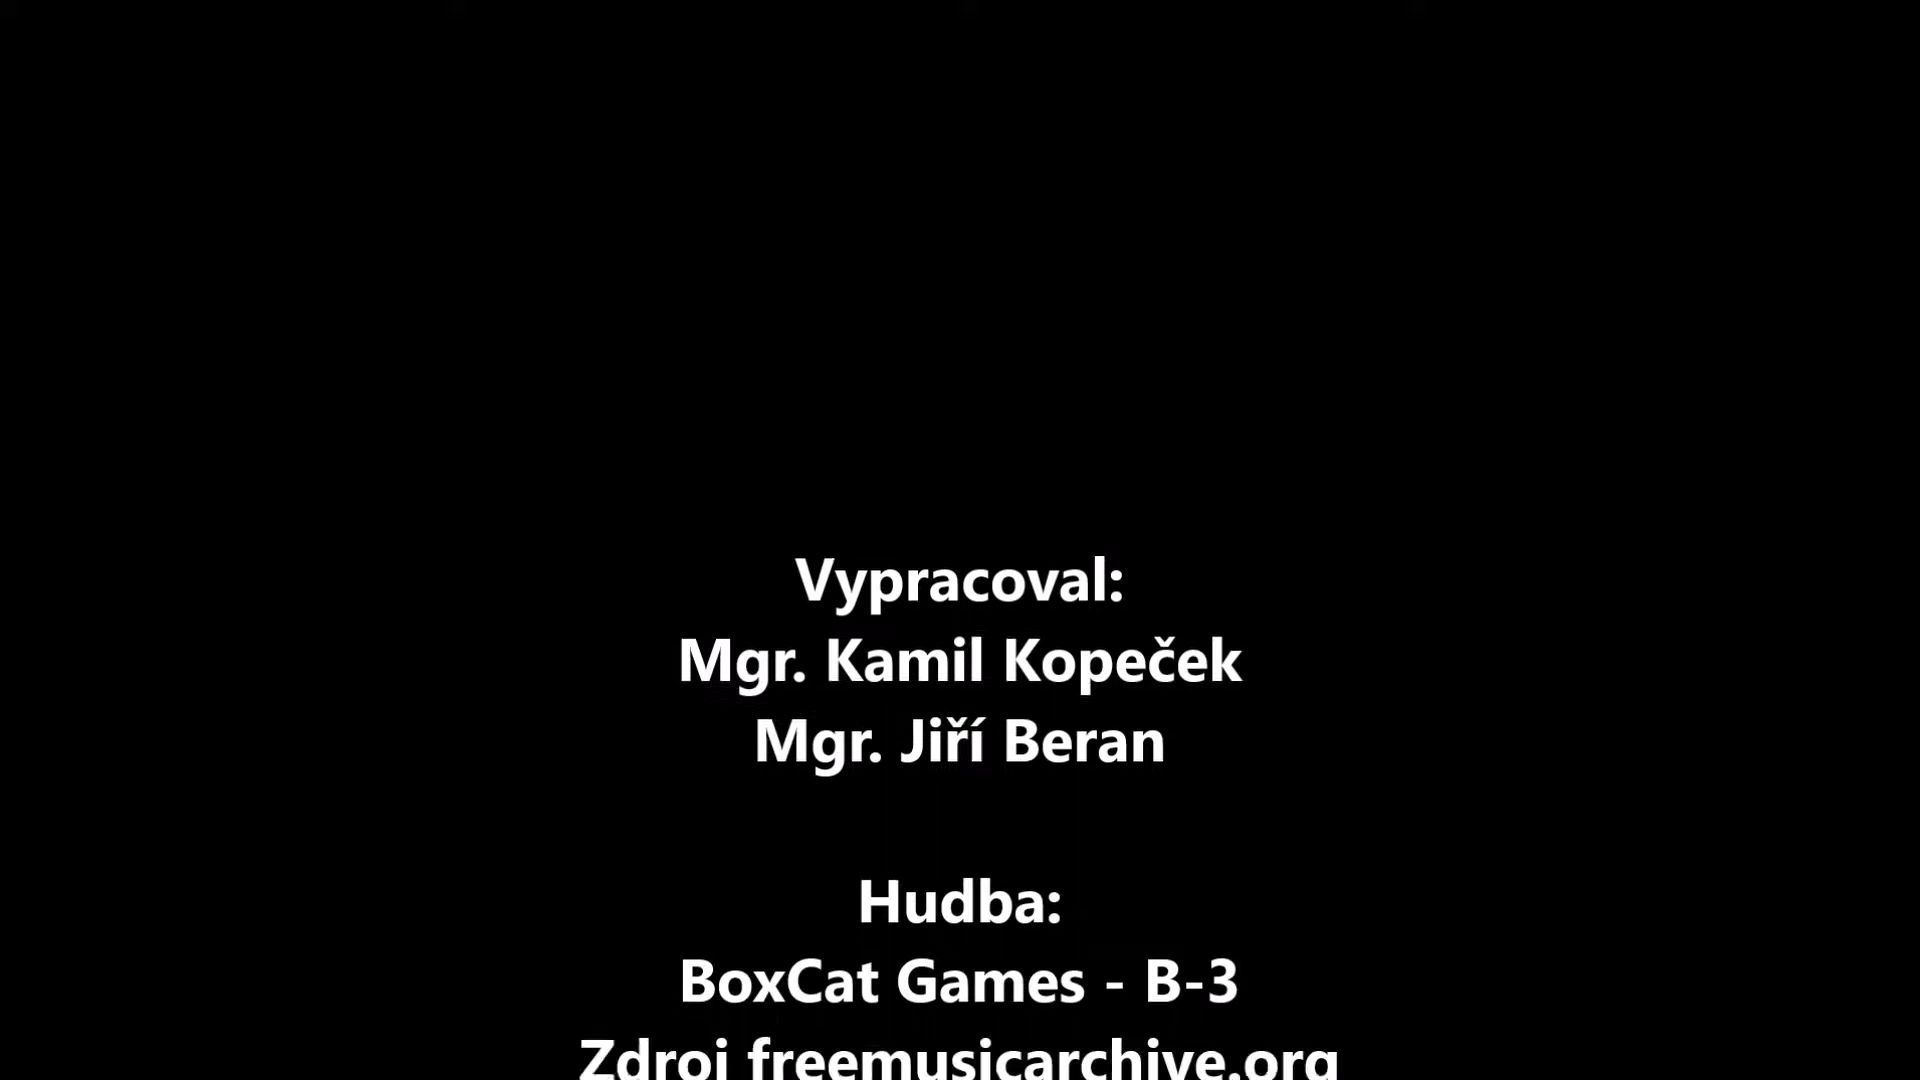 Vypracoval:
Mgr. Kamil Kopeček
Mgr. Jiří Beran
Hudba:
BoxCat Games - B-3
Zdroj freemusicarchive.org